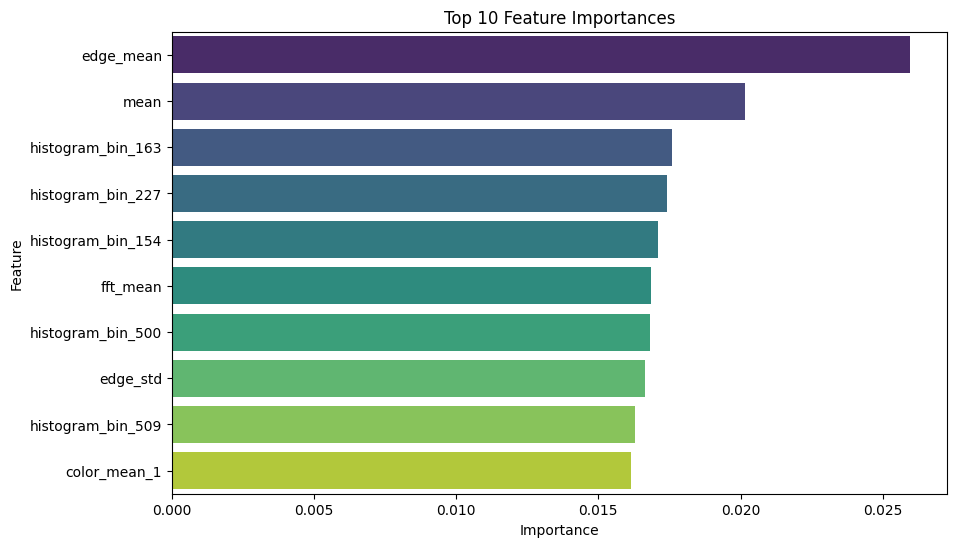 Top 10 Feature Importances
Feature
edge_mean
mean
histogram_bin_163
histogram_bin_227
histogram_bin_154
fft_mean
histogram_bin_500
edge_std
histogram_bin_509
color_mean_1
0.000 0.005 0.010 0.015 0.020 0.025
Importance